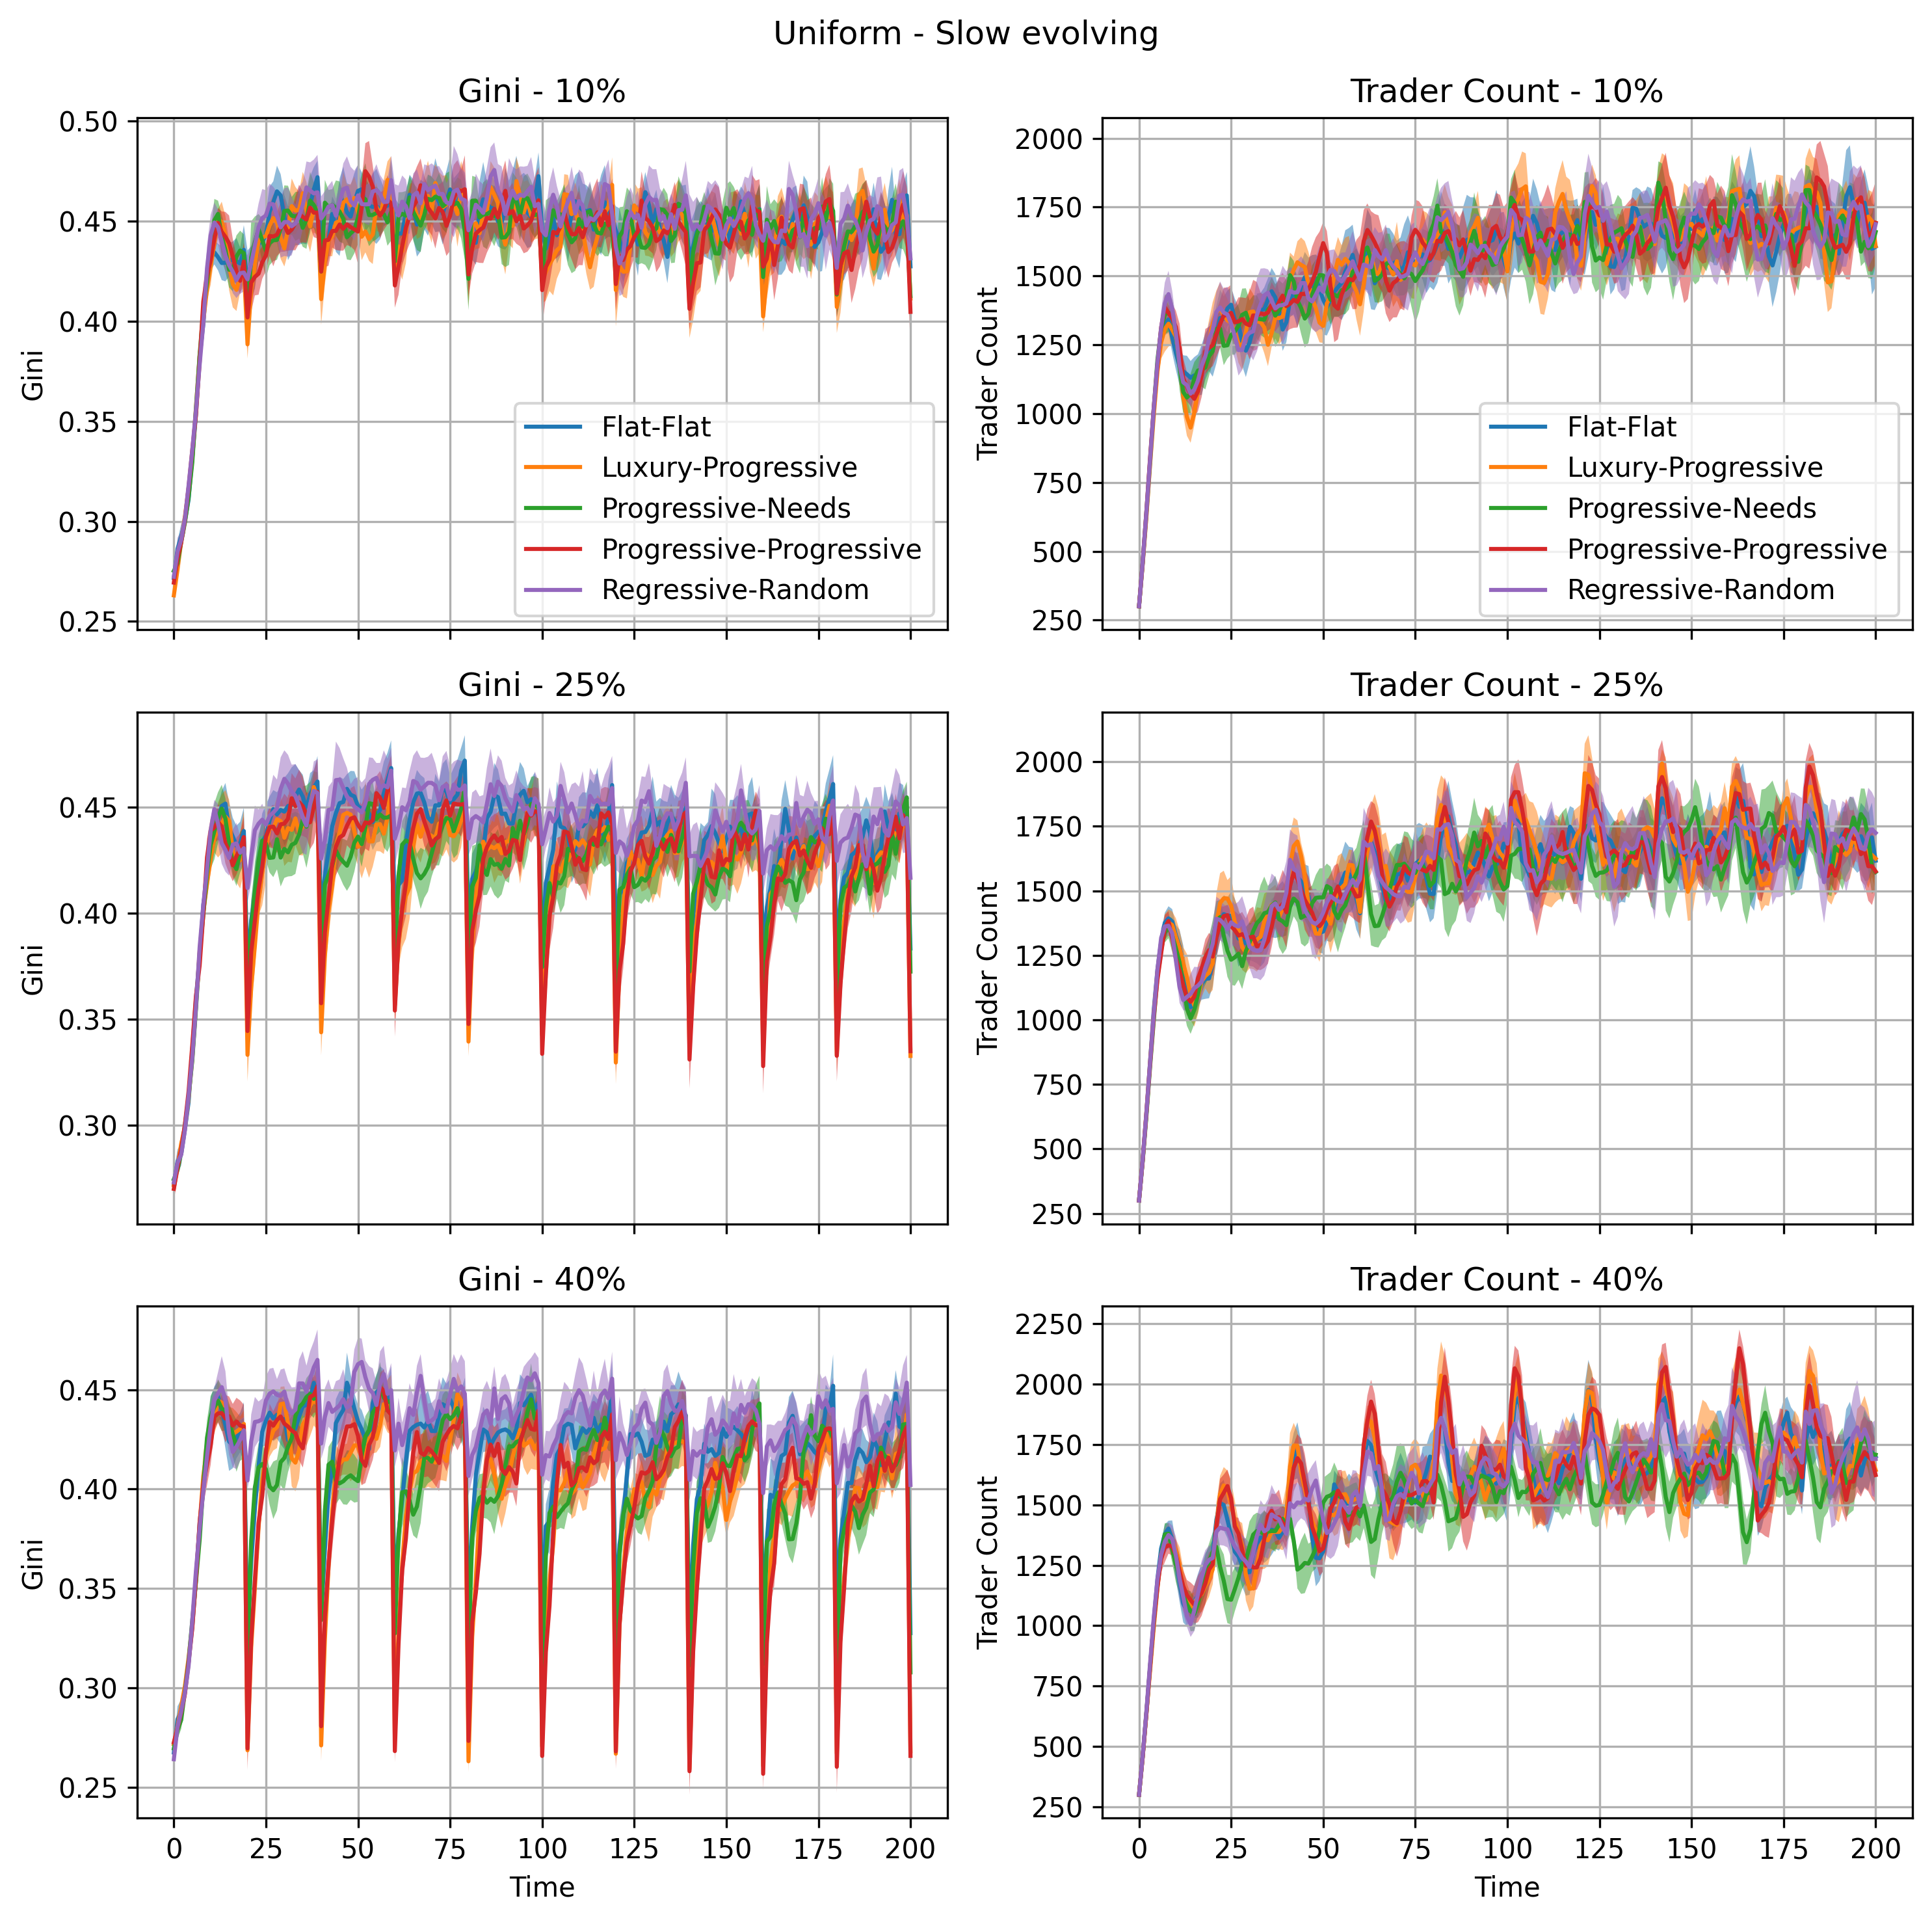 Uniform - Slow evolving
Gini - 10%
Gini
0.50
0.45
0.40
0.35
0.30
0.25
Flat-Flat
Luxury-Progressive
Progressive-Needs
Progressive-Progressive
Regressive-Random
Trader Count - 10%
Trader Count
2000
1750
1500
1250
1000
750
500
250
Flat-Flat
Luxury-Progressive
Progressive-Needs
Progressive-Progressive
Regressive-Random
Gini - 25%
Gini
0.45
0.40
0.35
0.30
Trader Count - 25%
Trader Count
2000
1750
1500
1250
1000
750
500
250
Gini - 40%
Gini
0.45
0.40
0.35
0.30
0.25
0 25 50 75 100 125 150 175 200
Time
Trader Count - 40%
Trader Count
2250
2000
1750
1500
1250
1000
750
500
250
0 25 50 75 100 125 150 175 200
Time